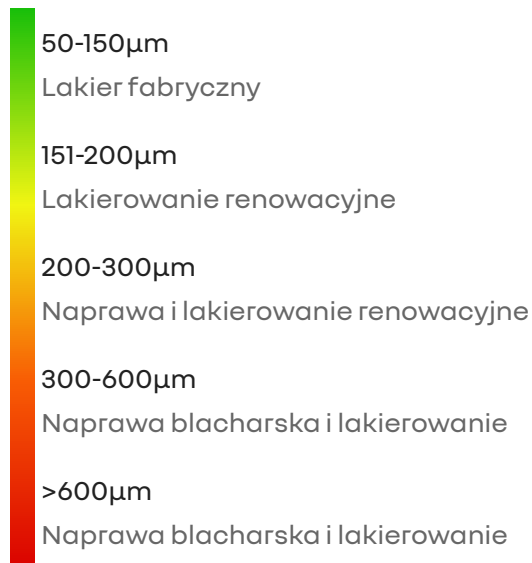 50-150µm
Lakier fabryczny
151-200µm
Lakierowanie renowacyjne
200-300µm
Naprawa i lakierowanie renowacyjne
300-600µm
Naprawa blacharska i lakierowanie
>600µm
Naprawa blacharska i lakierowanie